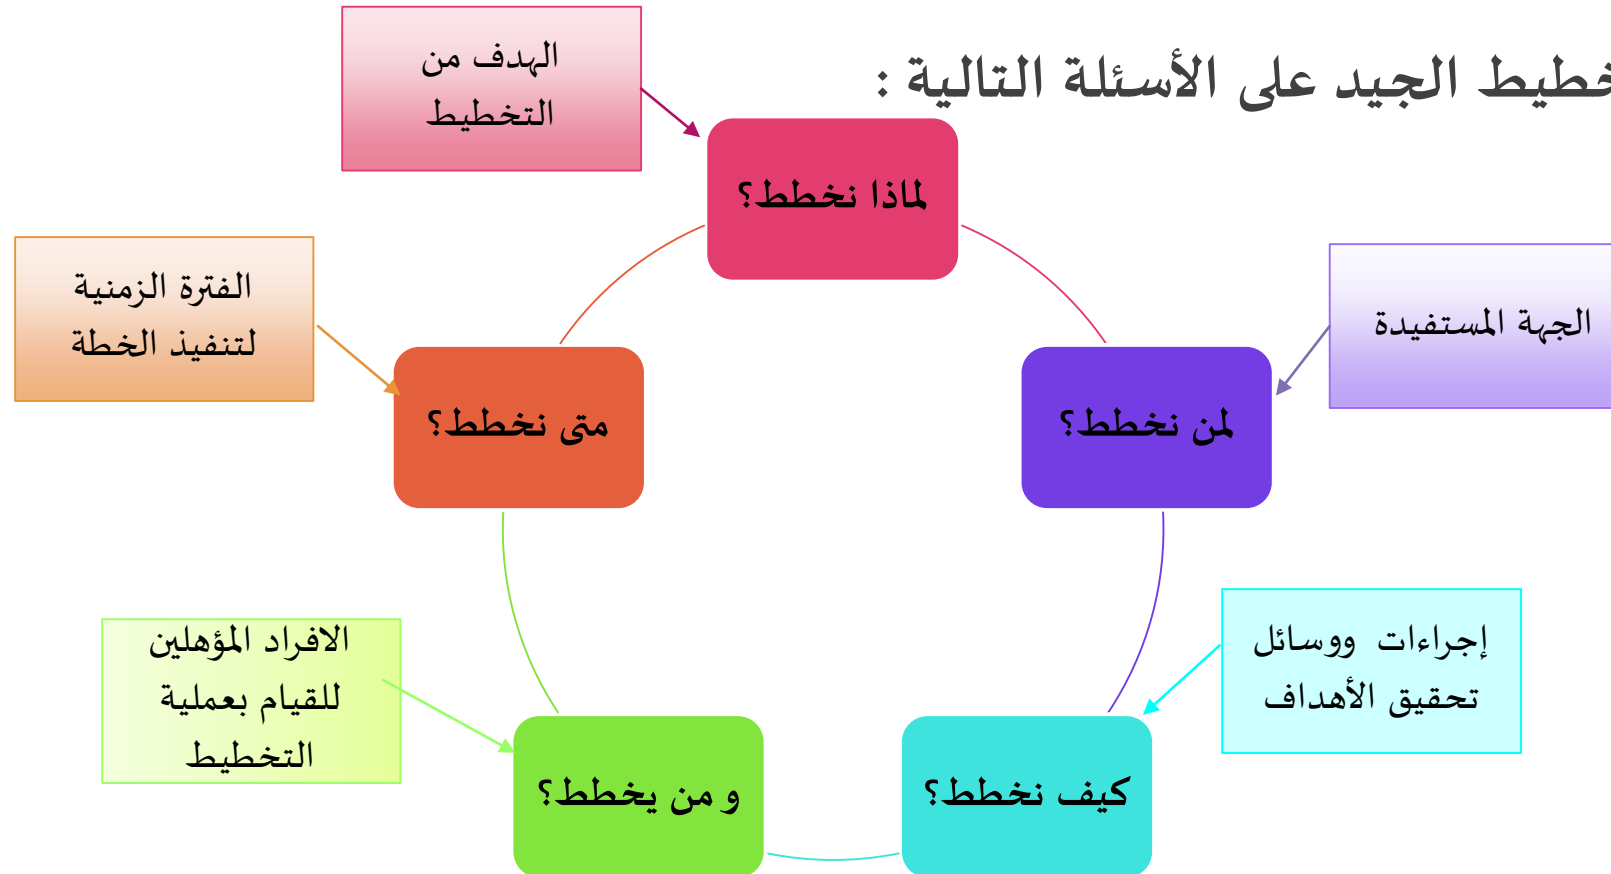 الجيد على الأسئلة التالية :
الهدف من
التخطيط
لماذا نخطط؟
الجهة المستفيدة
لمن نخطط؟
إجراءات ووسائل
تحقيق الأهداف
كيف نخطط؟
الافراد المؤهلين
للقيام بعملية
التخطيط
و من يخطط؟
الفترة الزمنية
لتنفيذ الخطة
متى نخطط؟